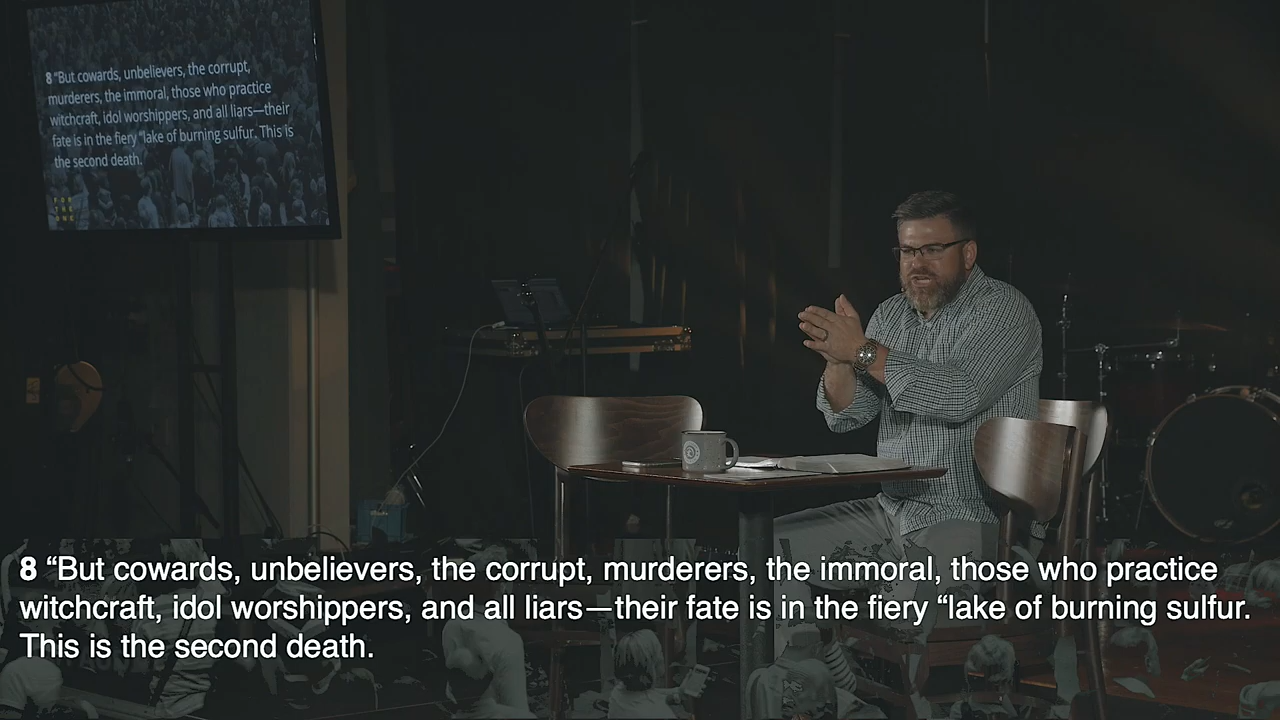 8 “But cowards, unbelievers, the corrupt,
murderers, the immoral, those who practice
witchcraft, idol worshippers, and all liars—their
fate is in the fiery “lake of burning sulfur. This is
the second death.
FOR
THE
ONE
8 “But cowards, unbelievers, the corrupt, murderers, the immoral, those who practice
witchcraft, idol worshippers, and all liars—their fate is in the fiery “lake of burning sulfur.
This is the second death.